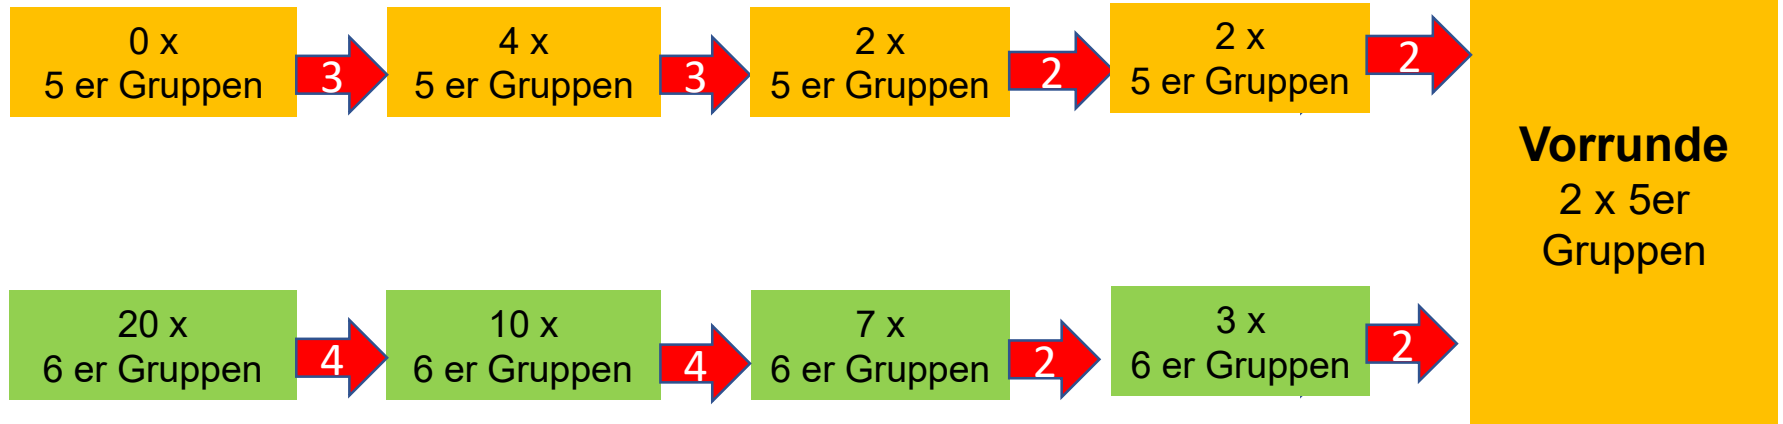 0 x
5 er Gruppen
3
4 x
5 er Gruppen
3
2 x
5 er Gruppen
2
2 x
5 er Gruppen
2
Vorrunde
2 x 5er
Gruppen
20 x
6 er Gruppen
4
10 x
6 er Gruppen
4
7 x
6 er Gruppen
2
3 x
6 er Gruppen
2